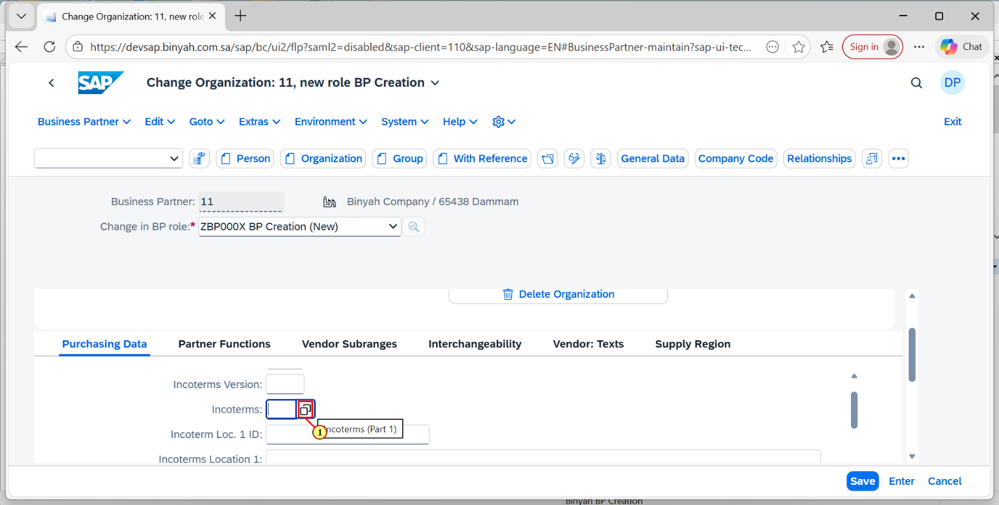 Change Organization: 11, new role
https://devsap.binyah.com.sa/sap/bc/ui2/flp?saml2=disabled&sap-client=110&sap-language=EN#BusinessPartner-maintain?sap-ui-tec...
Sign in
Chat
SAP
Change Organization: 11, new role BP Creation
DP
Business Partner
Edit
Goto
Extras
Environment
System
Help
Exit
Person
Organization
Group
With Reference
General Data
Company Code
Relationships
Business Partner:
11
Binyah Company / 65438 Dammam
Change in BP role:*
ZBP000X BP Creation (New)
Delete Organization
Purchasing Data
Partner Functions
Vendor Subranges
Interchangeability
Vendor: Texts
Supply Region
Incoterms Version:
Incoterms:
1
Incoterms (Part 1)
Incoterm Loc. 1 ID:
Incoterms Location 1:
Save
Enter
Cancel
Binyah BP Creation